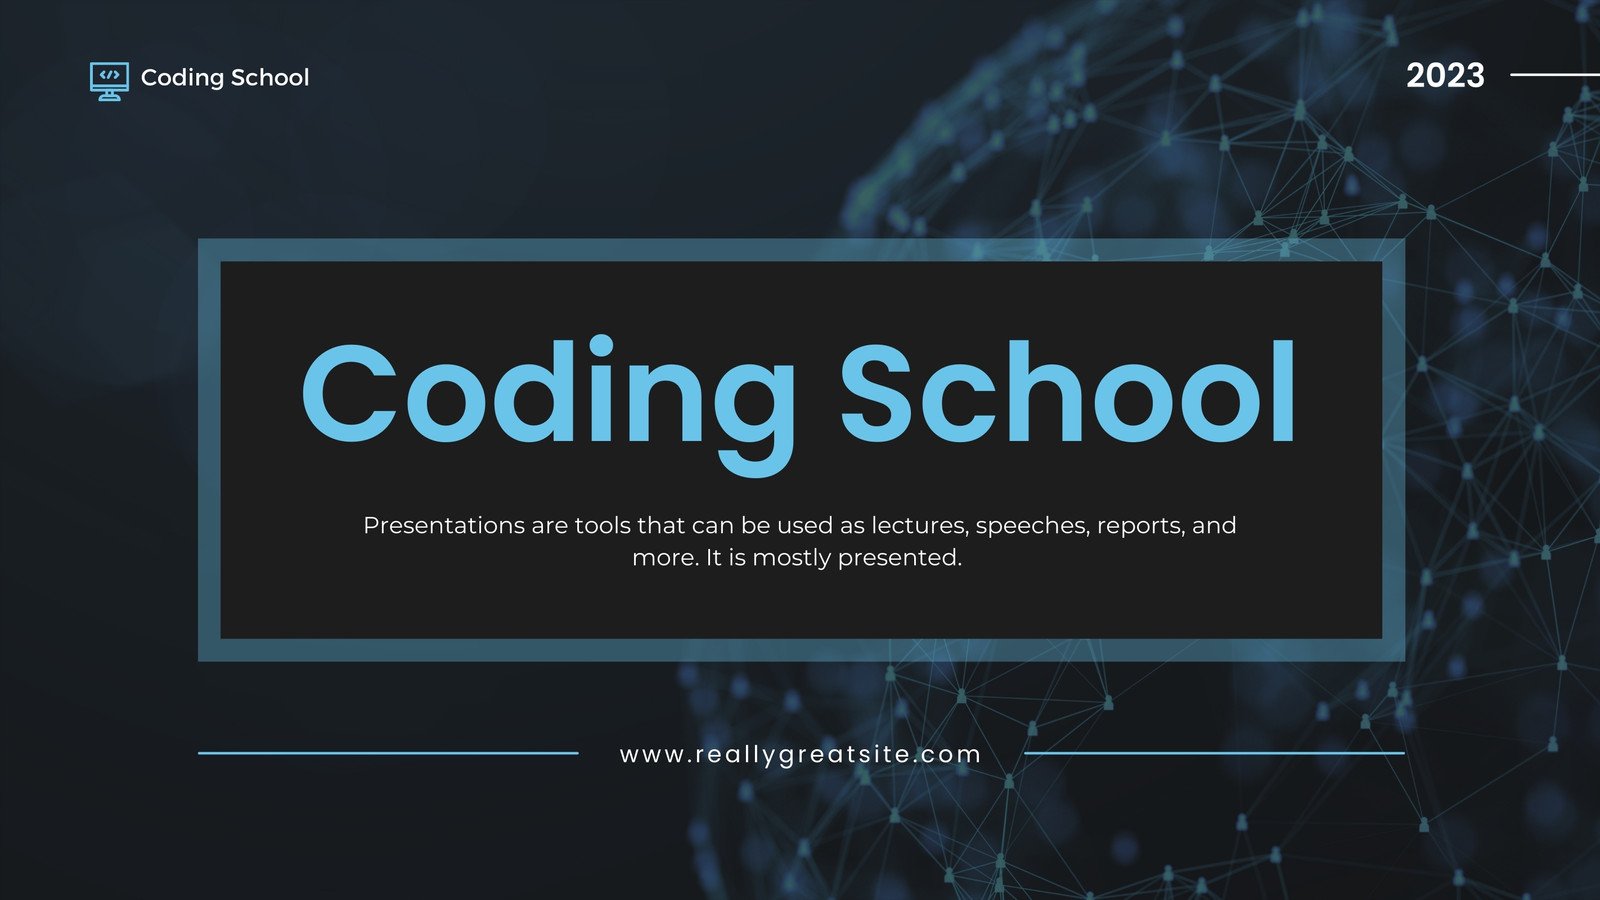 Coding School
2023
Coding School
Presentations are tools that can be used as lectures, speeches, reports, and
more. It is mostly presented.
www.reallygreatsite.com